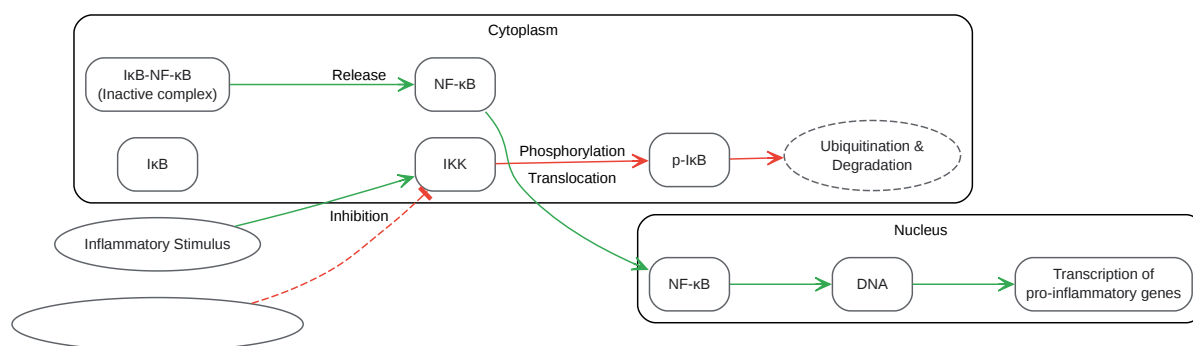 Cytoplasm
IκB-NF-κB
(Inactive complex)
Release
NF-κB
IκB
IKK
Phosphorylation
Translocation
p-IκB
Ubiquitination &
Degradation
Inhibition
Inflammatory Stimulus
Nucleus
NF-κB
DNA
Transcription of
pro-inflammatory genes